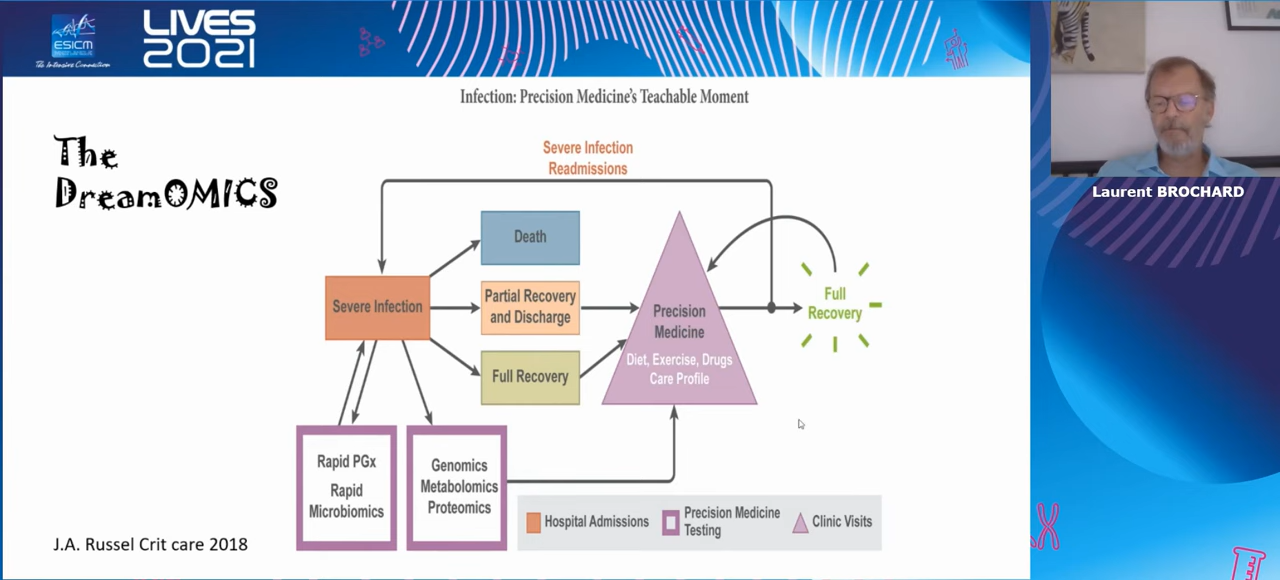 ESICM
The Intensive Connection
LIVES
2021
Infection: Precision Medicine's Teachable Moment
The
DreamOMICS
Severe Infection
Readmissions
Death
Severe Infection
Partial Recovery
and Discharge
Full Recovery
Precision
Medicine
Diet, Exercise, Drugs
Care Profile
Full
Recovery
Rapid PGx
Rapid
Microbiomics
Genomics
Metabolomics
Proteomics
Hospital Admissions
Precision Medicine
Testing
Clinic Visits
J.A. Russel Crit care 2018
Laurent BROCHARD